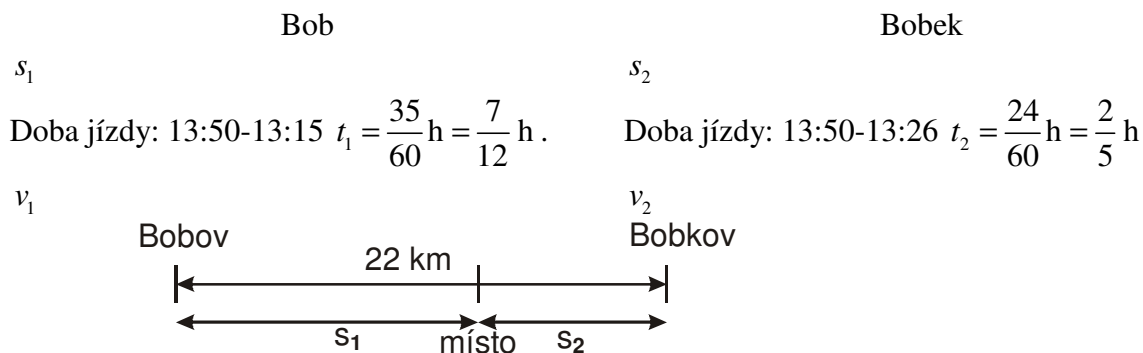 Bob Bobek
s₁ s₂
Doba jízdy: 13:50-13:15 t₁ = 35/60 h = 7/12 h . Doba jízdy: 13:50-13:26 t₂ = 24/60 h = 2/5 h
v₁ v₂
Bobov Bobkov
22 km
s₁ místo s₂